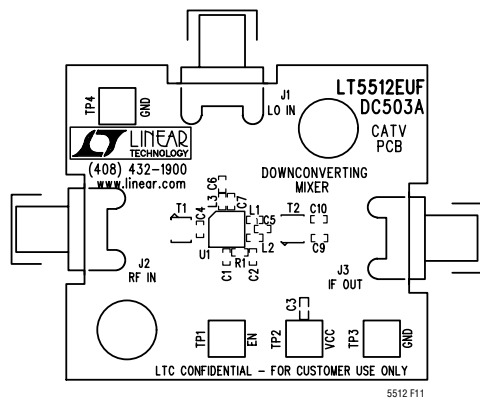 LT5512EUF
DC503A
CATV
PCB
J1
LO IN
TP4
GND
LINEAR
TECHNOLOGY
(408) 432-1900
www.linear.com
DOWNCONVERTING
MIXER
C6
L3
C7
T1
C4
L1
C5
T2
C10
U1
L2
C9
C1
R1
C2
J2
RF IN
J3
IF OUT
C3
TP1
EN
TP2
VCC
TP3
GND
LTC CONFIDENTIAL - FOR CUSTOMER USE ONLY
5512 F11